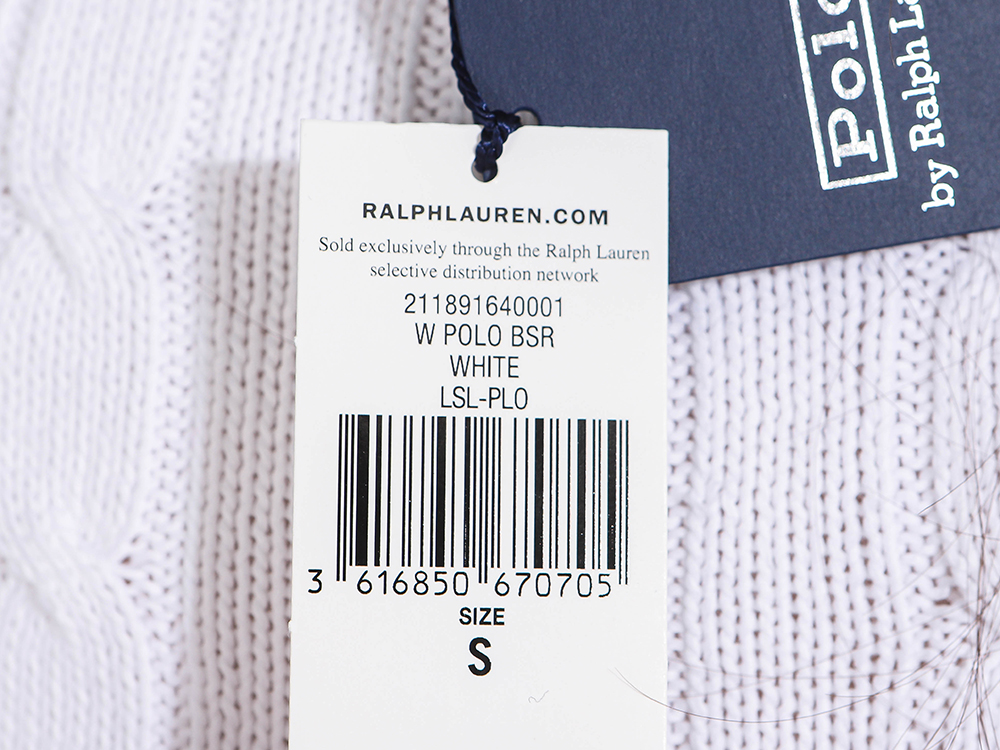 Polo
by Ralph
RALPHLAUREN.COM
Sold exclusively through the Ralph Lauren
selective distribution network
211891640001
W POLO BSR
WHITE
LSL-PLO
3 616850 670705
SIZE
S